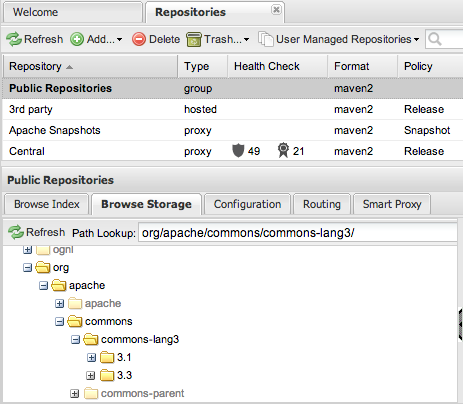 Welcome Repositories
Refresh Add... Delete Trash... User Managed Repositories
Repository Type Health Check Format Policy
Public Repositories group maven2
3rd party hosted maven2 Release
Apache Snapshots proxy maven2 Snapshot
Central proxy 49 21 maven2 Release
Public Repositories
Browse Index Browse Storage Configuration Routing Smart Proxy
Refresh Path Lookup: org/apache/commons/commons-lang3/
ognl
org
apache
apache
commons
commons-lang3
3.1
3.3
commons-parent